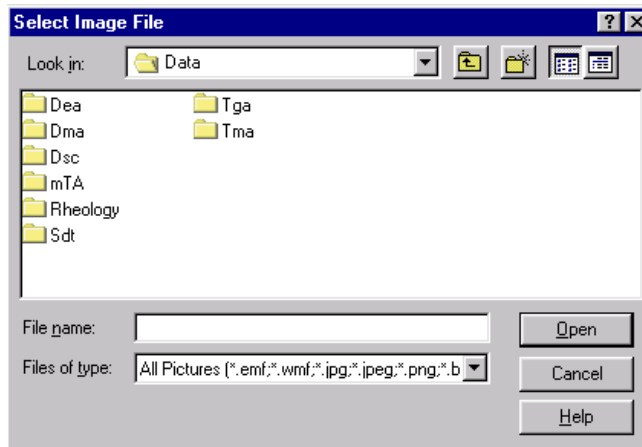 Select Image File
Look in: Data
Dea Tga
Dma Tma
Dsc
mTA
Rheology
Sdt
File name: Open
Files of type: All Pictures (*.emf;*.wmf;*.jpg;*.jpeg;*.png;*.b Cancel
Help